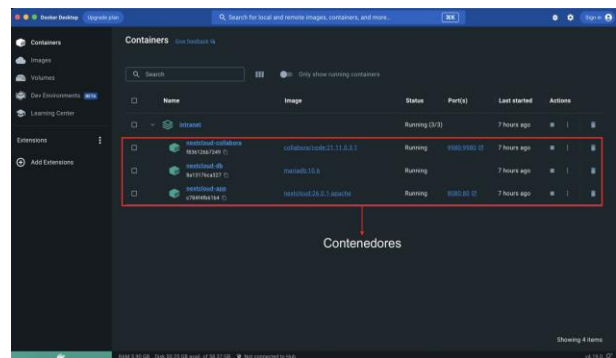 Docker Desktop Upgrade plan
Search for local and remote images, containers, and more...
Sign in
Containers
Images
Volumes
Dev Environments BETA
Learning Center
Extensions
Add Extensions
Containers Give feedback
Search
Only show running containers
Name Image Status Port(s) Last started Actions
intranet Running (3/3) 7 hours ago
nextcloud-collabora
collabora/code:21.11.0.3.1 Running 9980:9980 7 hours ago
nextcloud-db
mariadb:10.6 Running 7 hours ago
nextcloud-app
nextcloud:26.0.1-apache Running 8080:80 7 hours ago
Contenedores
Showing 4 items
Not connected to Hub